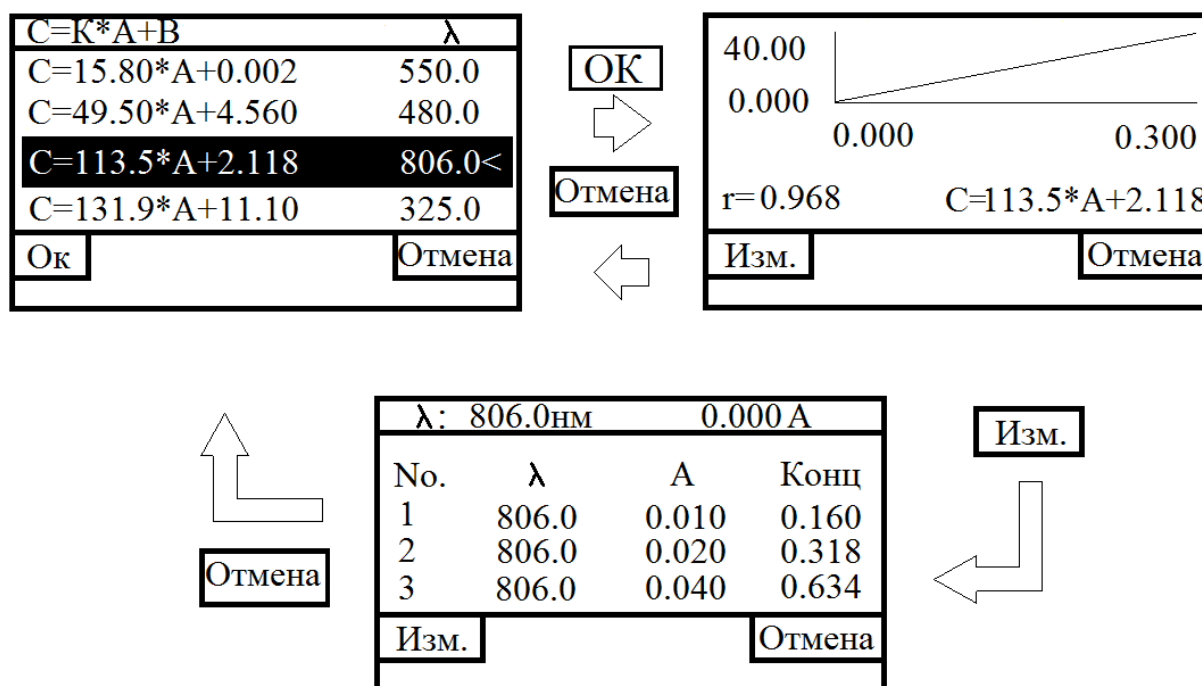 C=K*A+B λ
C=15.80*A+0.002 550.0
C=49.50*A+4.560 480.0
C=113.5*A+2.118 806.0<
C=131.9*A+11.10 325.0
Ок Отмена
ОК
Отмена
40.00
0.000
0.000 0.300
r=0.968 C=113.5*A+2.118
Изм. Отмена
λ: 806.0нм 0.000 A
No. λ A Конц
1 806.0 0.010 0.160
2 806.0 0.020 0.318
3 806.0 0.040 0.634
Изм. Отмена
Отмена
Изм.